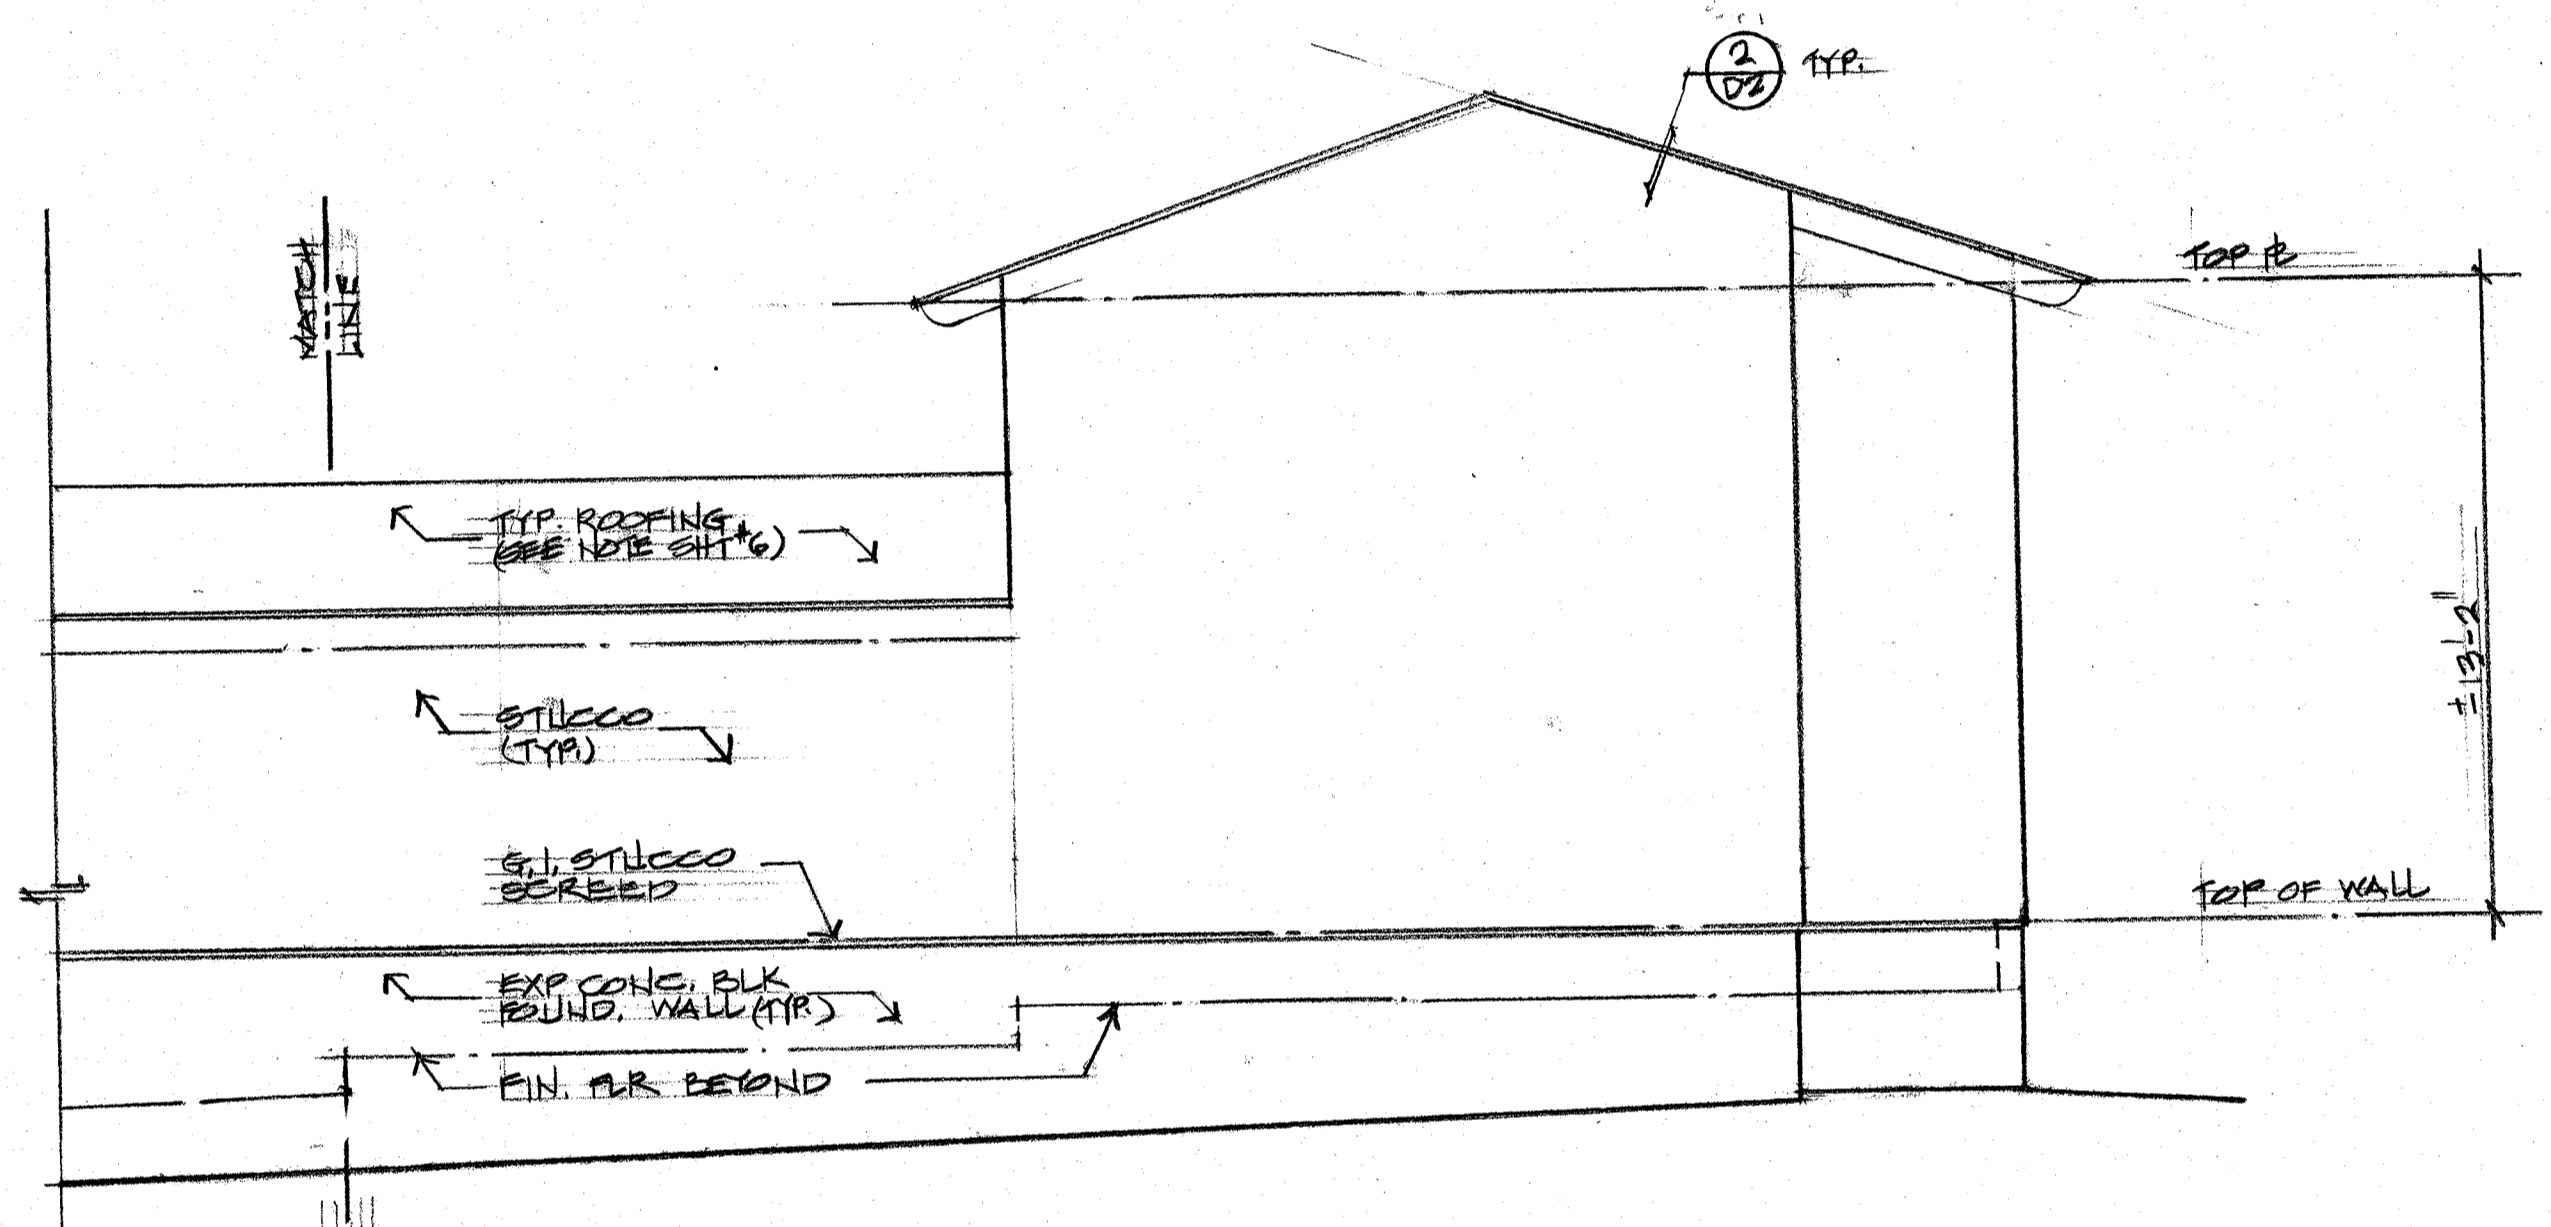 2
D2
TYP.
MATCH
LINE
TOP PL
TYP. ROOFING
(SEE NOTE SHT #6)
STUCCO
(TYP.)
±13'-2"
G.I. STUCCO
SCREED
TOP OF WALL
EXP. CONC. BLK
FOUND. WALL (TYP.)
FIN. FLR BEYOND